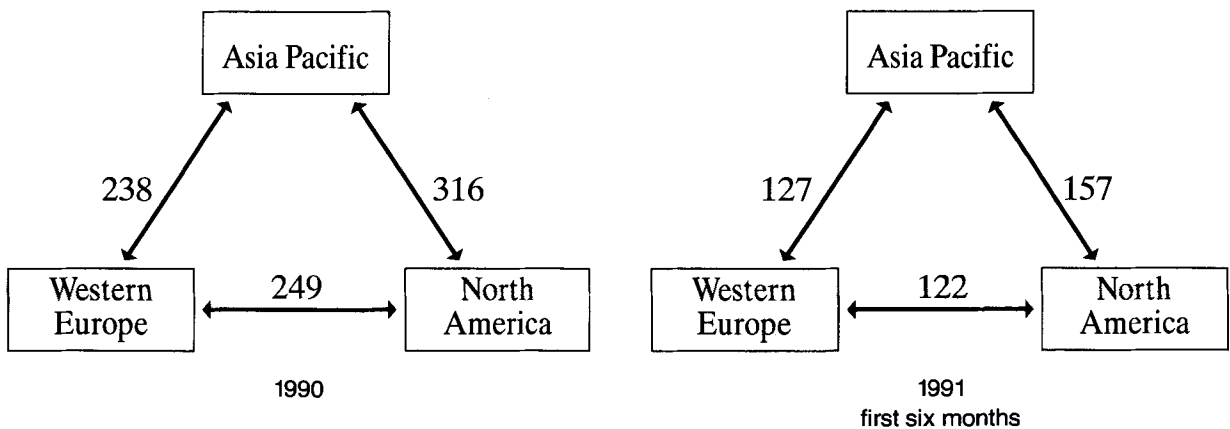 Asia Pacific
238
316
Western
Europe
249
North
America
1990
Asia Pacific
127
157
Western
Europe
122
North
America
1991
first six months